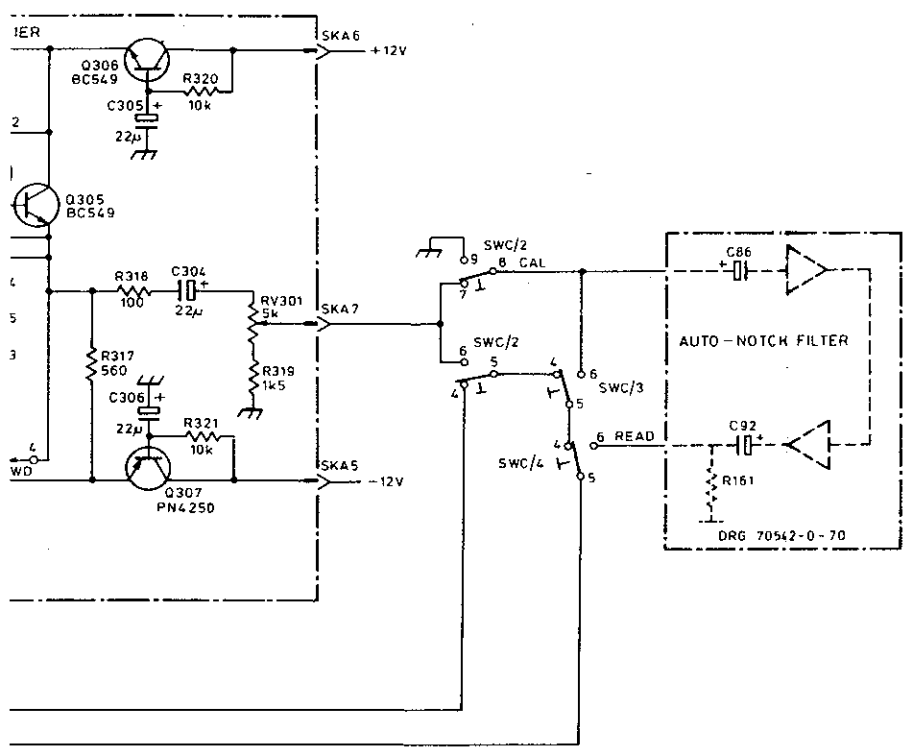 IER
SKA6
+12V
Q306
BC549
R320
10k
C305
+
22µ
2
Q305
BC549
C304
+
R318
100
22µ
RV301
5k
SKA7
R317
560
R319
1k5
C306
+
22µ
R321
10k
4
WD
Q307
PN4250
SKA5
-12V
4
5
3
9
SWC/2
8 CAL
7
6
SWC/2
5
4
4
6
SWC/3
5
4
6 READ
SWC/4
5
C86
+
AUTO-NOTCH FILTER
C92
+
R161
DRG 70542-0-70